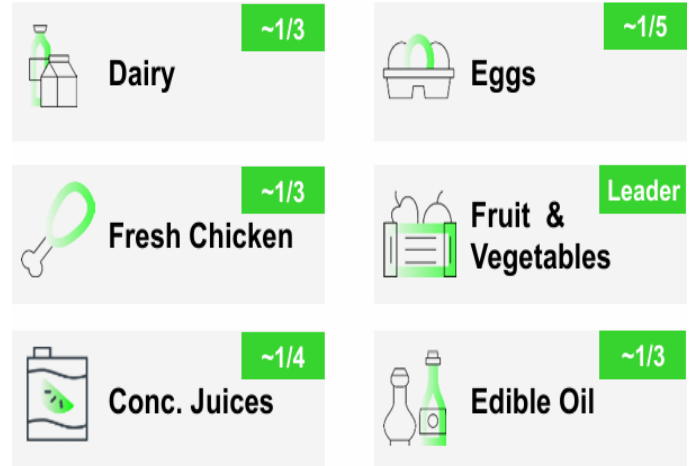 ~1/3
Dairy
~1/5
Eggs
~1/3
Fresh Chicken
Leader
Fruit &
Vegetables
~1/4
Conc. Juices
~1/3
Edible Oil